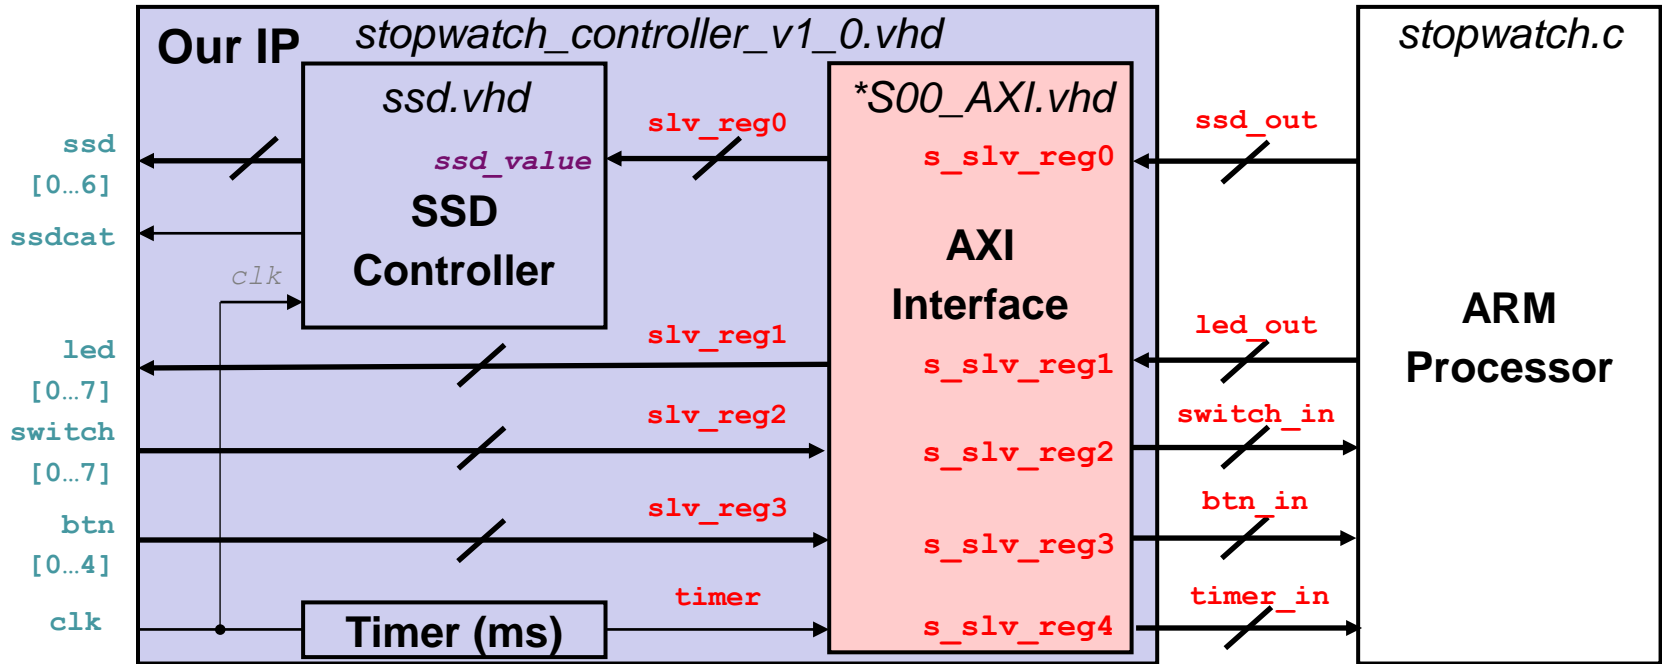 Our IP
stopwatch_controller_v1_0.vhd
stopwatch.c
ssd.vhd
*S00_AXI.vhd
ssd
[0…6]
ssdcat
ssd_value
SSD
Controller
clk
slv_reg0
s_slv_reg0
AXI
Interface
ssd_out
ARM
Processor
led
[0…7]
slv_reg1
s_slv_reg1
led_out
switch
[0…7]
slv_reg2
s_slv_reg2
switch_in
btn
[0…4]
slv_reg3
s_slv_reg3
btn_in
clk
Timer (ms)
timer
s_slv_reg4
timer_in